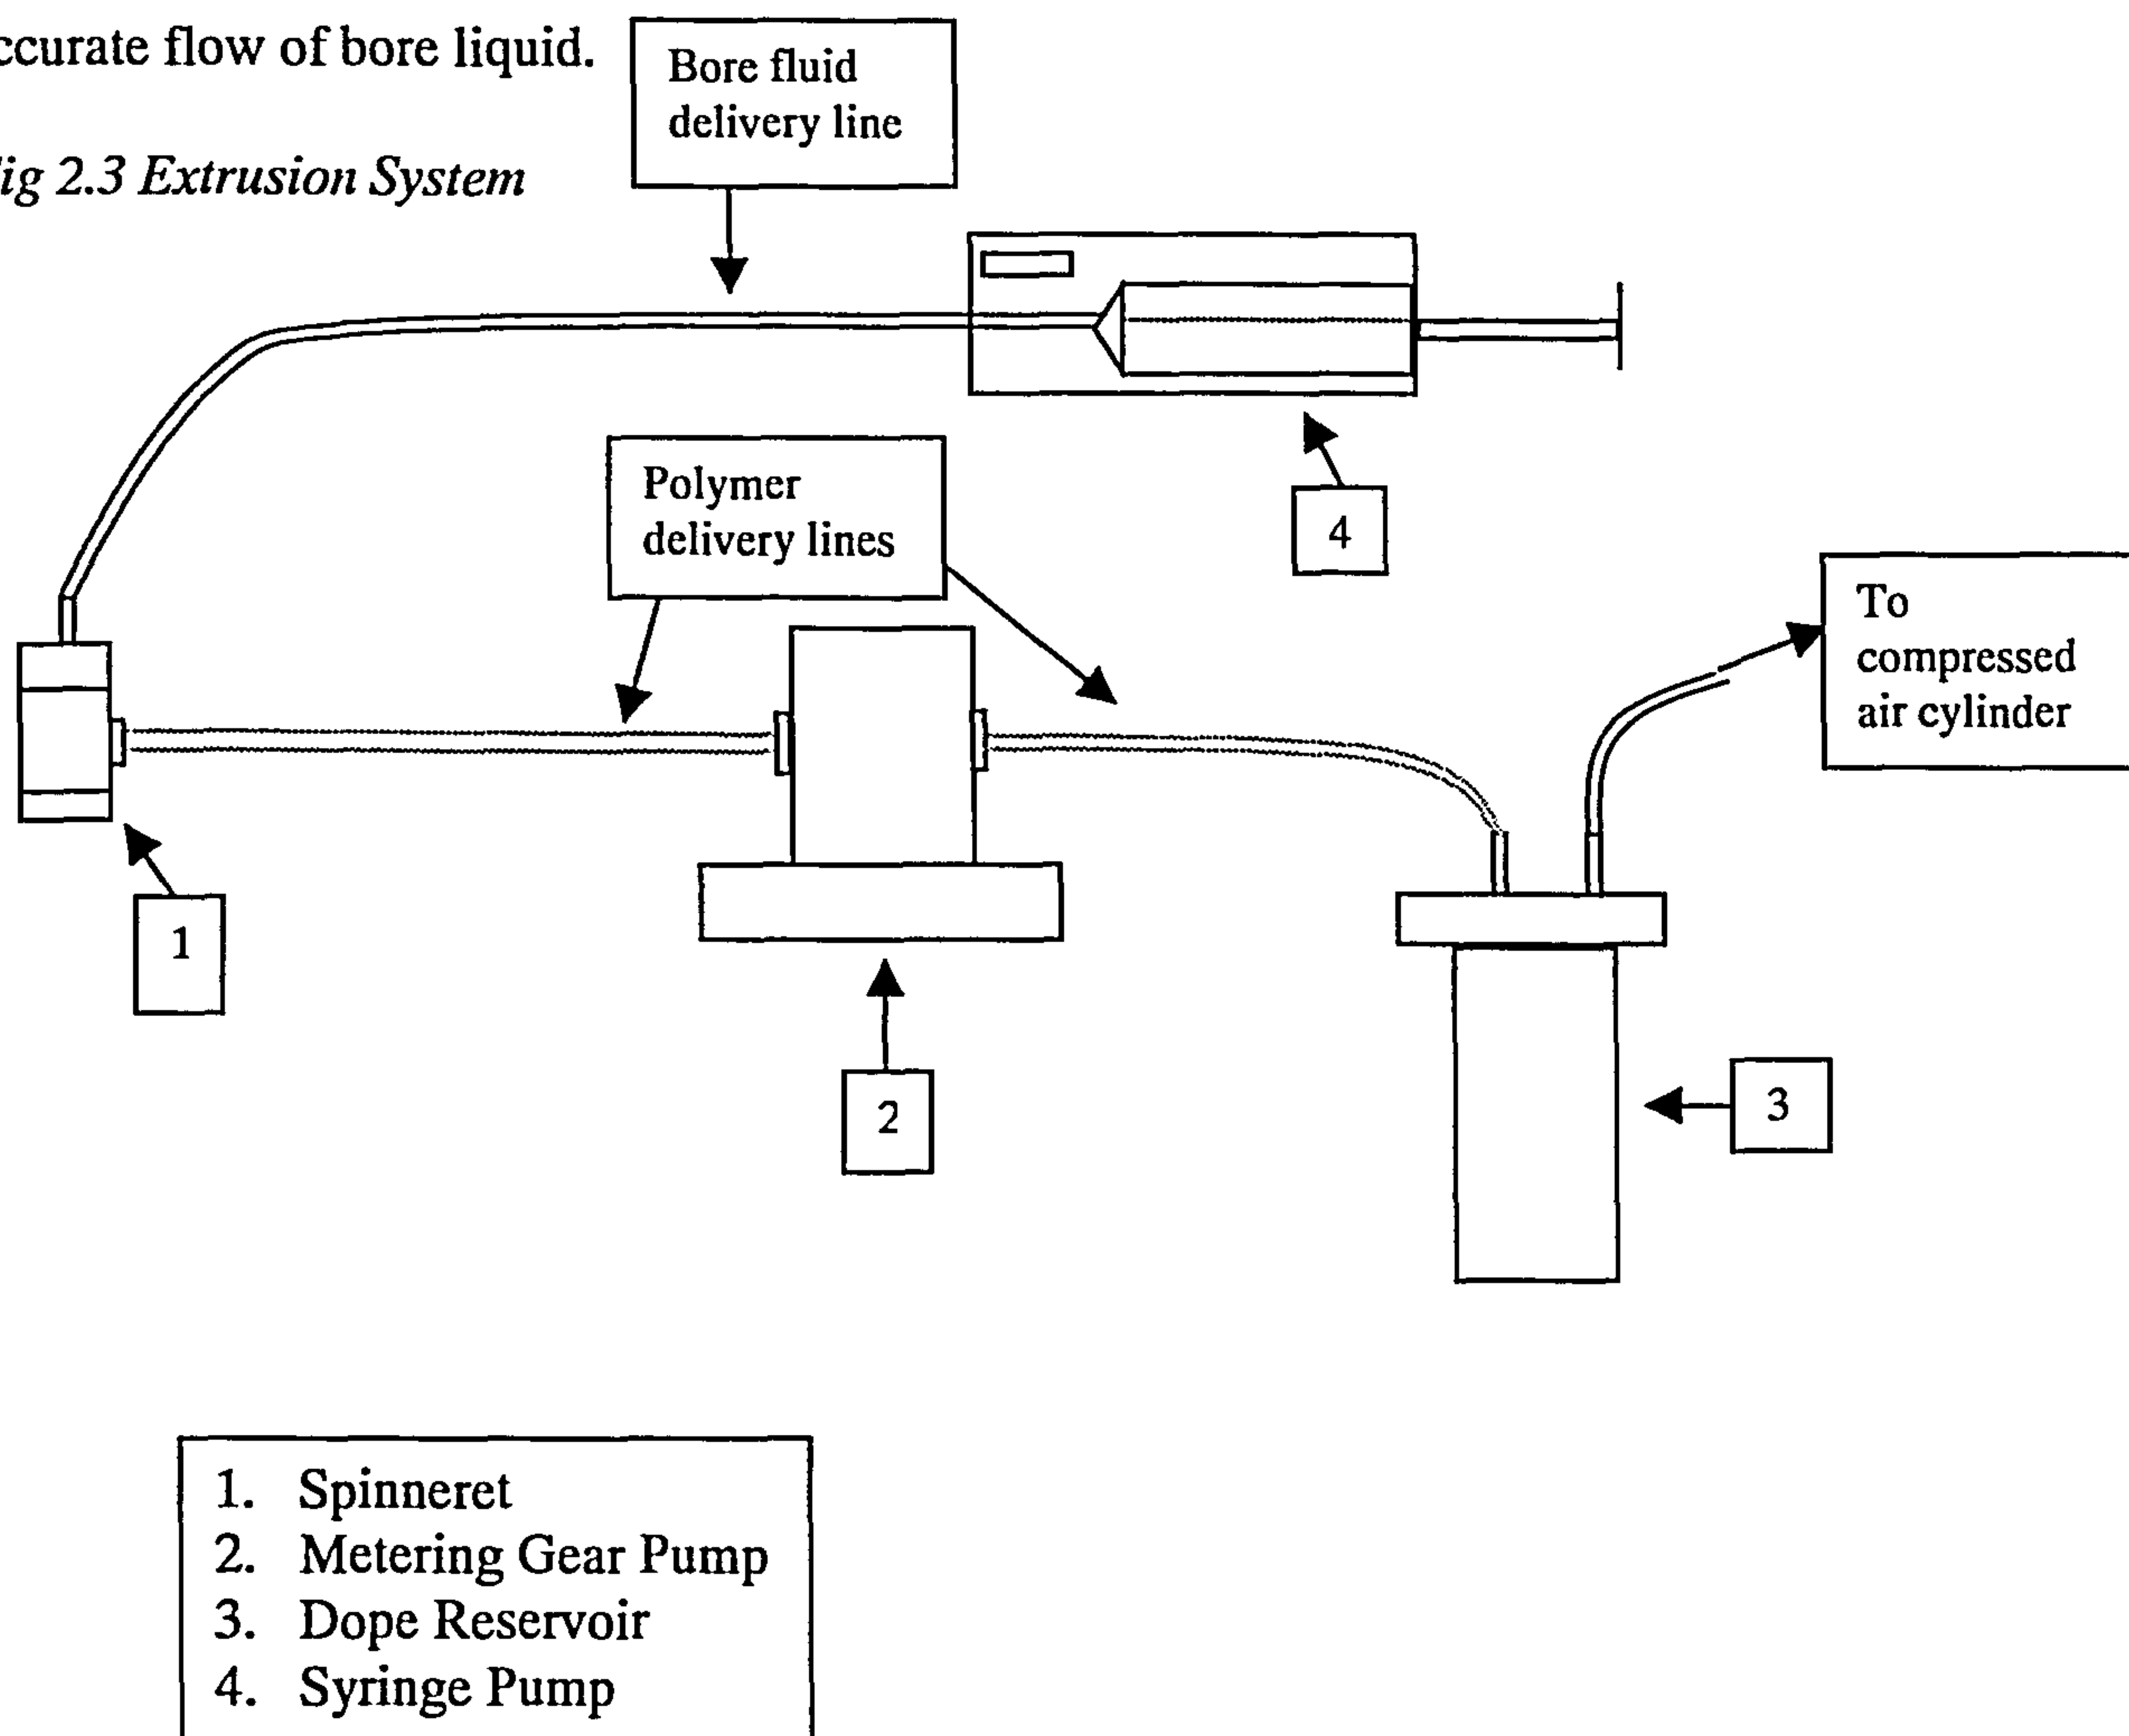 ccurate flow of bore liquid.
ig 2.3 Extrusion System
Bore fluid
delivery line
Polymer
delivery lines
4
To
compressed
air cylinder
1
2
3
1. Spinneret
2. Metering Gear Pump
3. Dope Reservoir
4. Syringe Pump